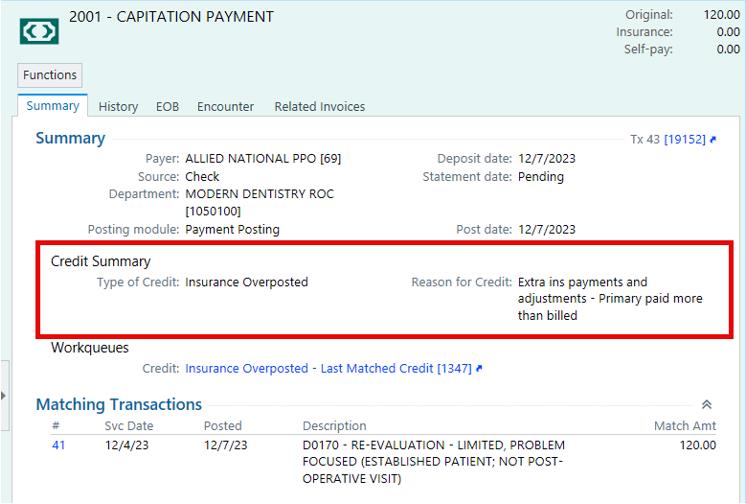 2001 - CAPITATION PAYMENT
Original: 120.00
Insurance: 0.00
Self-pay: 0.00
Functions
Summary History EOB Encounter Related Invoices
Summary Tx 43 [19152]
Payer: ALLIED NATIONAL PPO [69] Deposit date: 12/7/2023
Source: Check Statement date: Pending
Department: MODERN DENTISTRY ROC
[1050100]
Posting module: Payment Posting Post date: 12/7/2023
Credit Summary
Type of Credit: Insurance Overposted Reason for Credit: Extra ins payments and
adjustments - Primary paid more
than billed
Workqueues
Credit: Insurance Overposted - Last Matched Credit [1347]
Matching Transactions
# Svc Date Posted Description Match Amt
41 12/4/23 12/7/23 D0170 - RE-EVALUATION - LIMITED, PROBLEM 120.00
FOCUSED (ESTABLISHED PATIENT; NOT POST-
OPERATIVE VISIT)